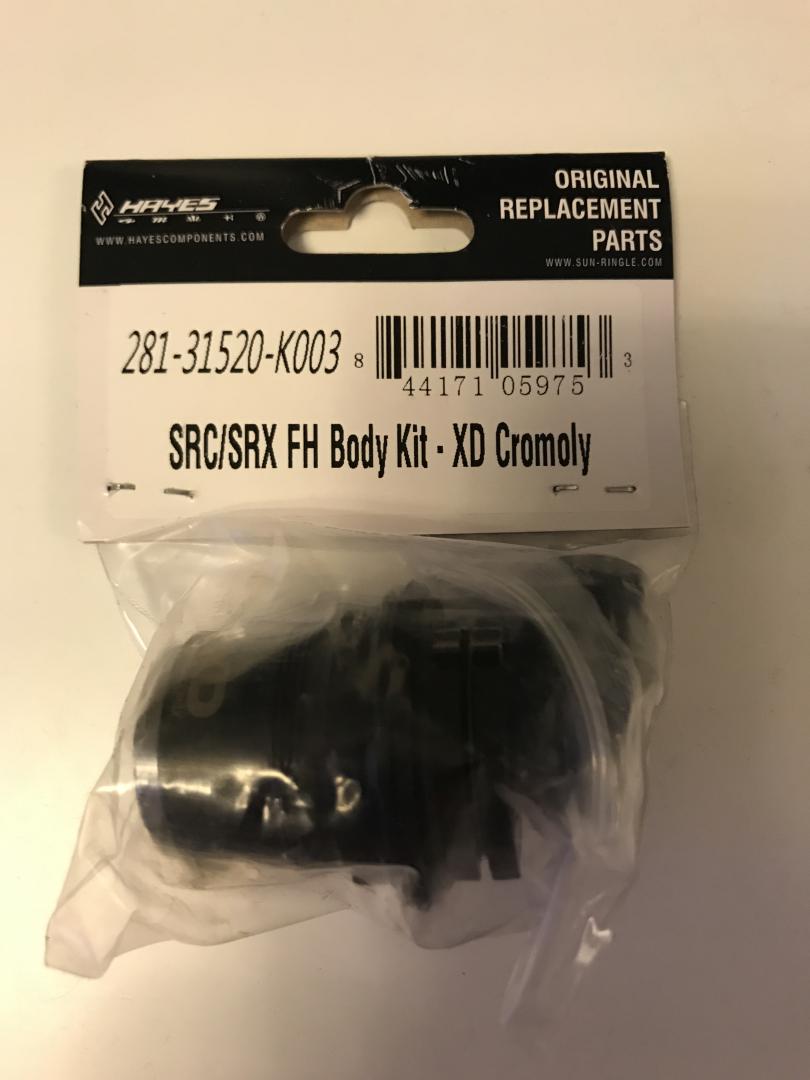 HAYES
WWW.HAYESCOMPONENTS.COM
ORIGINAL
REPLACEMENT
PARTS
WWW.SUN-RINGLE.COM
281-31520-K003
8 44171 05975 3
SRC/SRX FH Body Kit - XD Cromoly